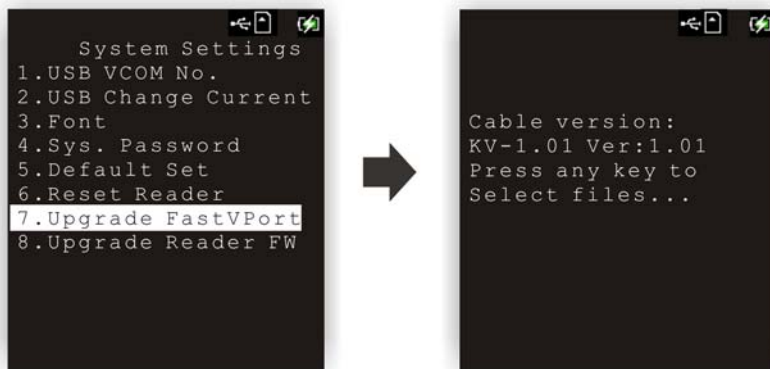 System Settings
1.USB VCOM No.
2.USB Change Current
3.Font
4.Sys. Password
5.Default Set
6.Reset Reader
7.Upgrade FastVPort
8.Upgrade Reader FW
Cable version:
KV-1.01 Ver:1.01
Press any key to
Select files...